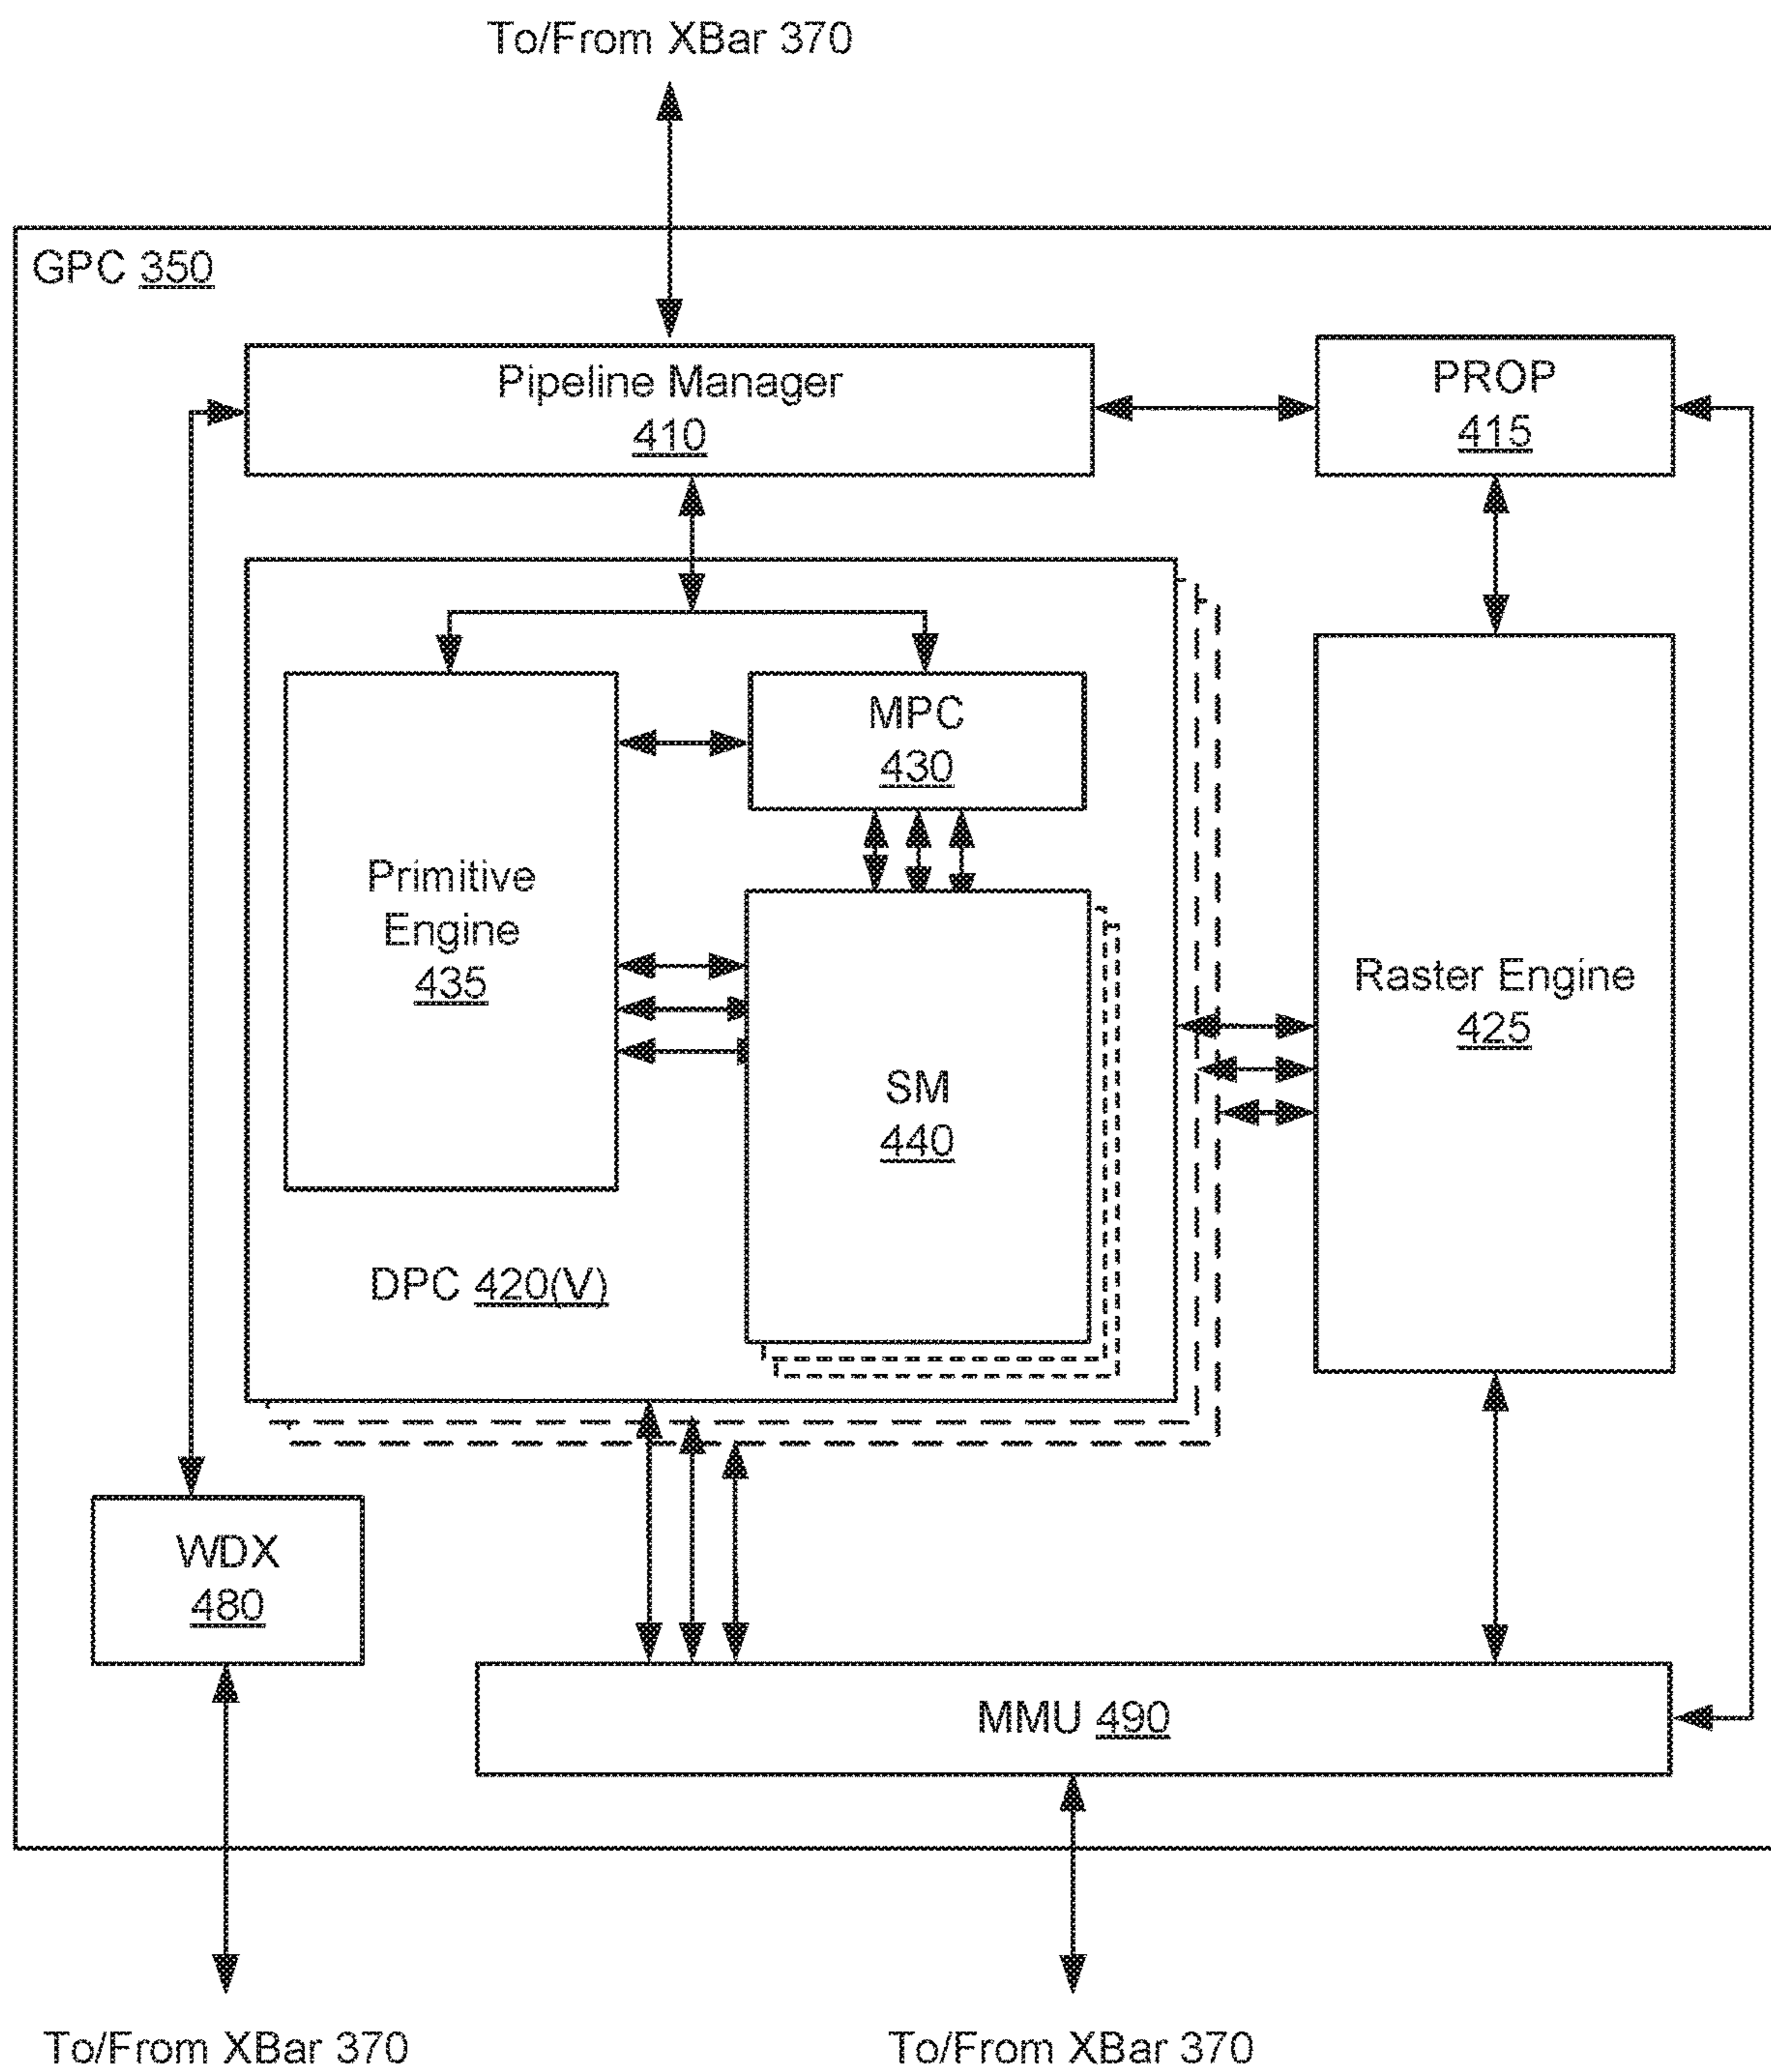 To/From XBar 370
GPC 350
Pipeline Manager
410
PROP
415
MPC
430
Primitive
Engine
435
Raster Engine
425
SM
440
DPC 420(V)
WDX
480
MMU 490
To/From XBar 370
To/From XBar 370